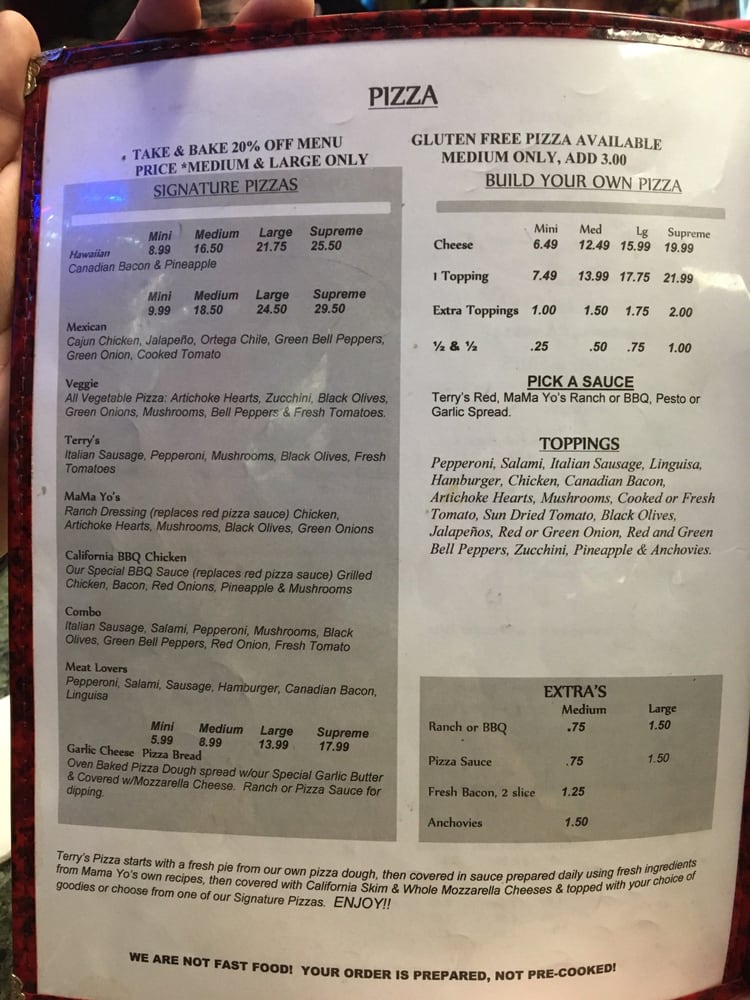 PIZZA
TAKE & BAKE 20% OFF MENU
PRICE *MEDIUM & LARGE ONLY
SIGNATURE PIZZAS
Mini Medium Large Supreme
8.99 16.50 21.75 25.50
Hawaiian
Canadian Bacon & Pineapple
Mini Medium Large Supreme
9.99 18.50 24.50 29.50
Mexican
Cajun Chicken, Jalapeño, Ortega Chile, Green Bell Peppers,
Green Onion, Cooked Tomato
Veggie
All Vegetable Pizza: Artichoke Hearts, Zucchini, Black Olives,
Green Onions, Mushrooms, Bell Peppers & Fresh Tomatoes.
Terry's
Italian Sausage, Pepperoni, Mushrooms, Black Olives, Fresh
Tomatoes
MaMa Yo's
Ranch Dressing (replaces red pizza sauce) Chicken,
Artichoke Hearts, Mushrooms, Black Olives, Green Onions
California BBQ Chicken
Our Special BBQ Sauce (replaces red pizza sauce) Grilled
Chicken, Bacon, Red Onions, Pineapple & Mushrooms
Combo
Italian Sausage, Salami, Pepperoni, Mushrooms, Black
Olives, Green Bell Peppers, Red Onion, Fresh Tomato
Meat Lovers
Pepperoni, Salami, Sausage, Hamburger, Canadian Bacon,
Linguisa
Mini Medium Large Supreme
5.99 8.99 13.99 17.99
Garlic Cheese Pizza Bread
Oven Baked Pizza Dough spread w/our Special Garlic Butter
& Covered w/Mozzarella Cheese. Ranch or Pizza Sauce for
dipping.
GLUTEN FREE PIZZA AVAILABLE
MEDIUM ONLY, ADD 3.00
BUILD YOUR OWN PIZZA
Mini Med Lg Supreme
Cheese 6.49 12.49 15.99 19.99
1 Topping 7.49 13.99 17.75 21.99
Extra Toppings 1.00 1.50 1.75 2.00
½ & ½ .25 .50 .75 1.00
PICK A SAUCE
Terry's Red, MaMa Yo's Ranch or BBQ, Pesto or
Garlic Spread.
TOPPINGS
Pepperoni, Salami, Italian Sausage, Linguisa,
Hamburger, Chicken, Canadian Bacon,
Artichoke Hearts, Mushrooms, Cooked or Fresh
Tomato, Sun Dried Tomato, Black Olives,
Jalapeños, Red or Green Onion, Red and Green
Bell Peppers, Zucchini, Pineapple & Anchovies.
EXTRA'S
Medium Large
Ranch or BBQ .75 1.50
Pizza Sauce .75 1.50
Fresh Bacon, 2 slice 1.25
Anchovies 1.50
Terry's Pizza starts with a fresh pie from our own pizza dough, then covered in sauce prepared daily using fresh ingredients
from Mama Yo's own recipes, then covered with California Skim & Whole Mozzarella Cheeses & topped with your choice of
goodies or choose from one of our Signature Pizzas. ENJOY!!
WE ARE NOT FAST FOOD! YOUR ORDER IS PREPARED, NOT PRE-COOKED!